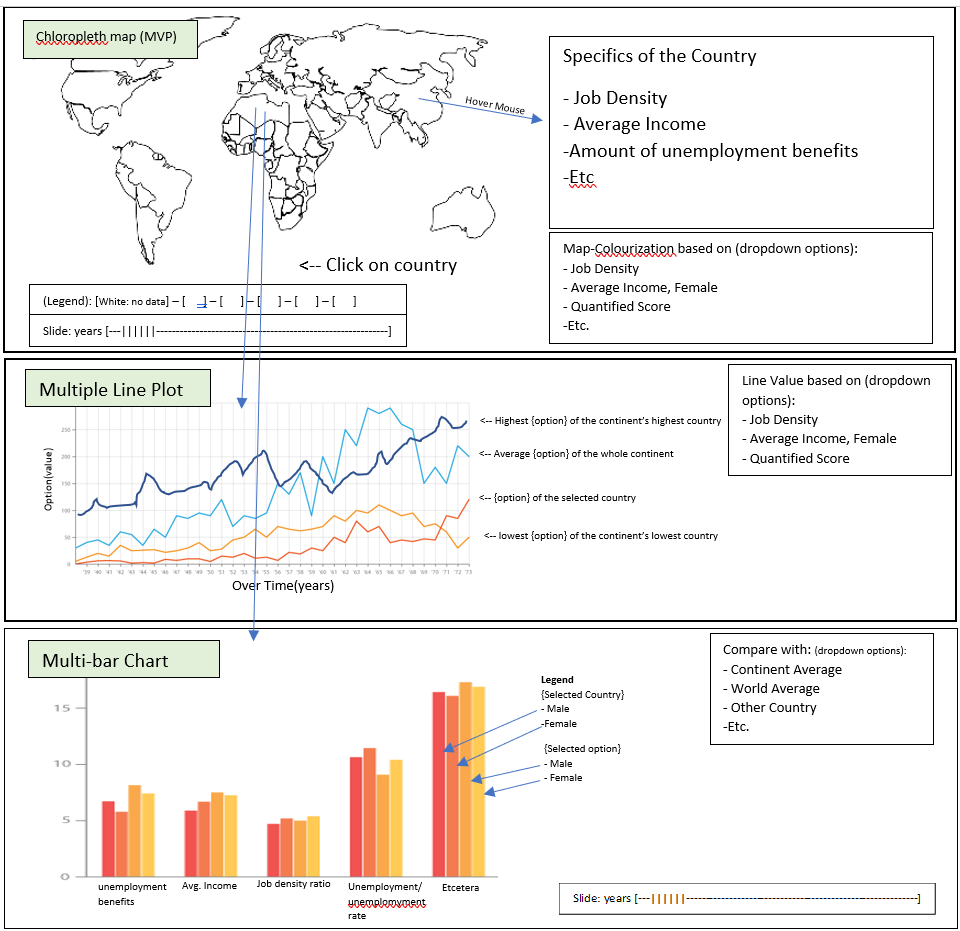 Chloropleth map (MVP)
Hover Mouse
Specifics of the Country
- Job Density
- Average Income
-Amount of unemployment benefits
-Etc
<-- Click on country
Map-Colourization based on (dropdown options):
- Job Density
- Average Income, Female
- Quantified Score
-Etc.
(Legend): [White: no data] – [ _] – [ ] – [ ] – [ ] – [ ]
Slide: years [---||||||----------------------------------------------------------]
Multiple Line Plot
Option(value)
250
200
150
100
50
0
'39 '40 '41 '42 '43 '44 '45 '46 '47 '48 '49 '50 '51 '52 '53 '54 '55 '56 '57 '58 '59 '60 '61 '62 '63 '64 '65 '66 '67 '68 '69 '70 '71 '72 '73
Over Time(years)
<-- Highest {option} of the continent's highest country
<-- Average {option} of the whole continent
<-- {option} of the selected country
<-- lowest {option} of the continent's lowest country
Line Value based on (dropdown
options):
- Job Density
- Average Income, Female
- Quantified Score
Multi-bar Chart
15
10
5
0
unemployment
benefits
Avg. Income
Job density ratio
Unemployment/
unemplomvment
rate
Etcetera
Legend
{Selected Country}
- Male
-Female
{Selected option}
- Male
- Female
Compare with: (dropdown options):
- Continent Average
- World Average
- Other Country
-Etc.
Slide: years [---||||||----------------------------------------------------------]